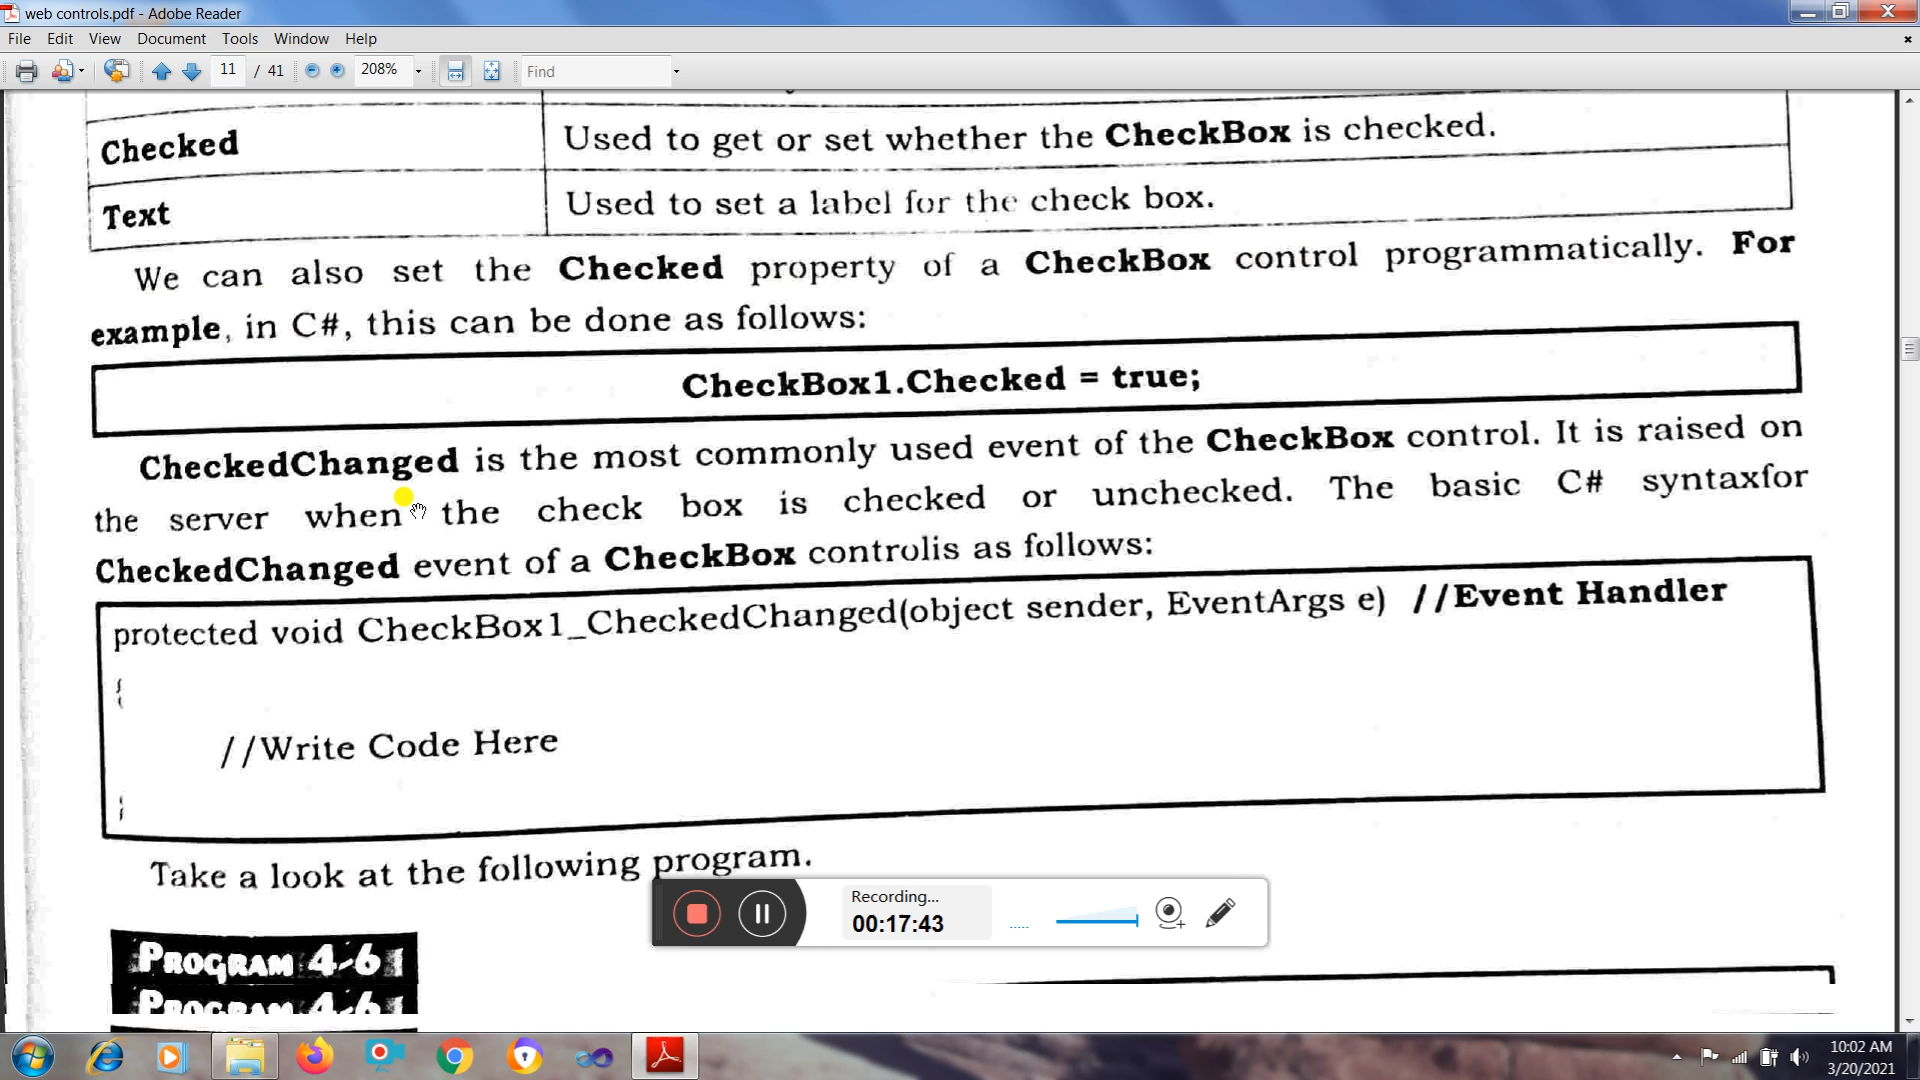 web controls.pdf - Adobe Reader
File Edit View Document Tools Window Help
11 / 41 208% Find
Checked Used to get or set whether the CheckBox is checked.
Text Used to set a label for the check box.
We can also set the Checked property of a CheckBox control programmatically. For
example, in C#, this can be done as follows:
CheckBox1.Checked = true;
CheckedChanged is the most commonly used event of the CheckBox control. It is raised on
the server when the check box is checked or unchecked. The basic C# syntaxfor
CheckedChanged event of a CheckBox controlis as follows:
protected void CheckBox1_CheckedChanged(object sender, EventArgs e) //Event Handler
{
//Write Code Here
}
Take a look at the following program.
Recording...
00:17:43
PROGRAM 4-6
PROGRAM 4-6
10:02 AM
3/20/2021